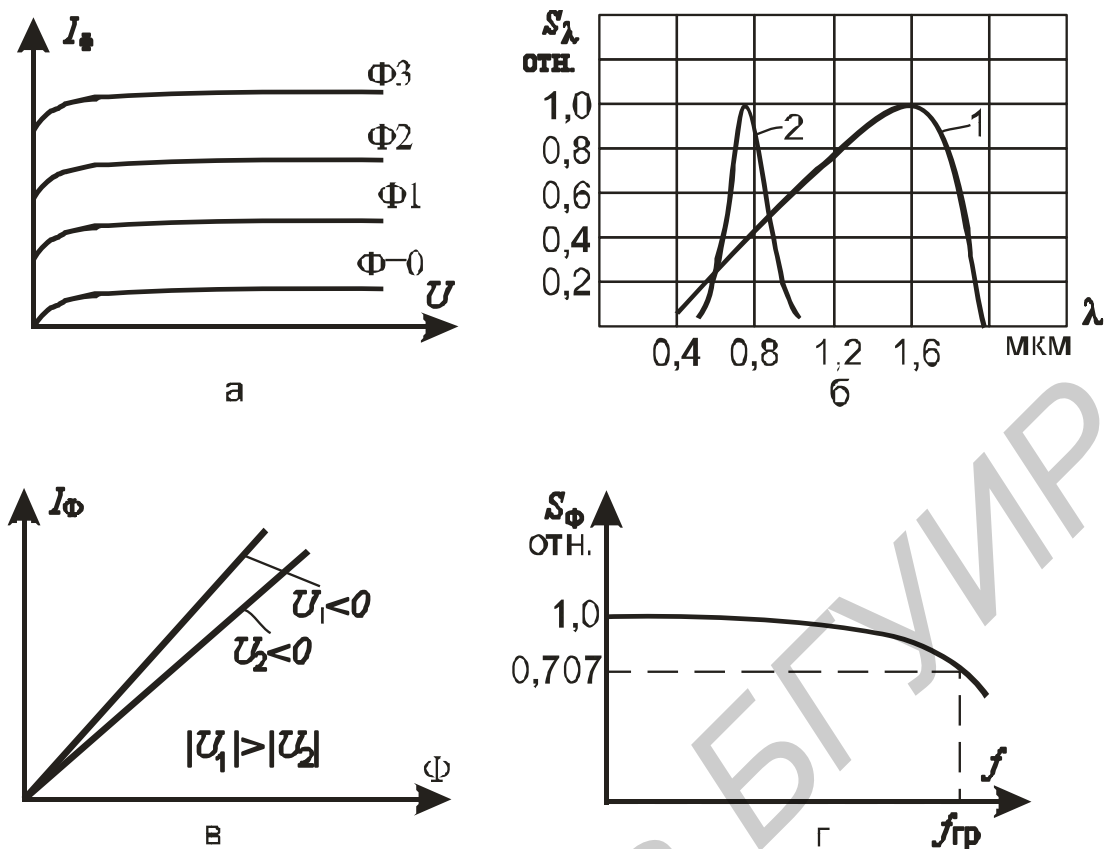 Iф
Ф3
Ф2
Ф1
Ф=0
U
а
Sλ
отн.
1,0
0,8
0,6
0,4
0,2
2
1
λ
0,4 0,8 1,2 1,6 мкм
б
IФ
U1<0
U2<0
|U1|>|U2|
Ф
в
SФ
отн.
1,0
0,707
f
fгр
г
БГУИР